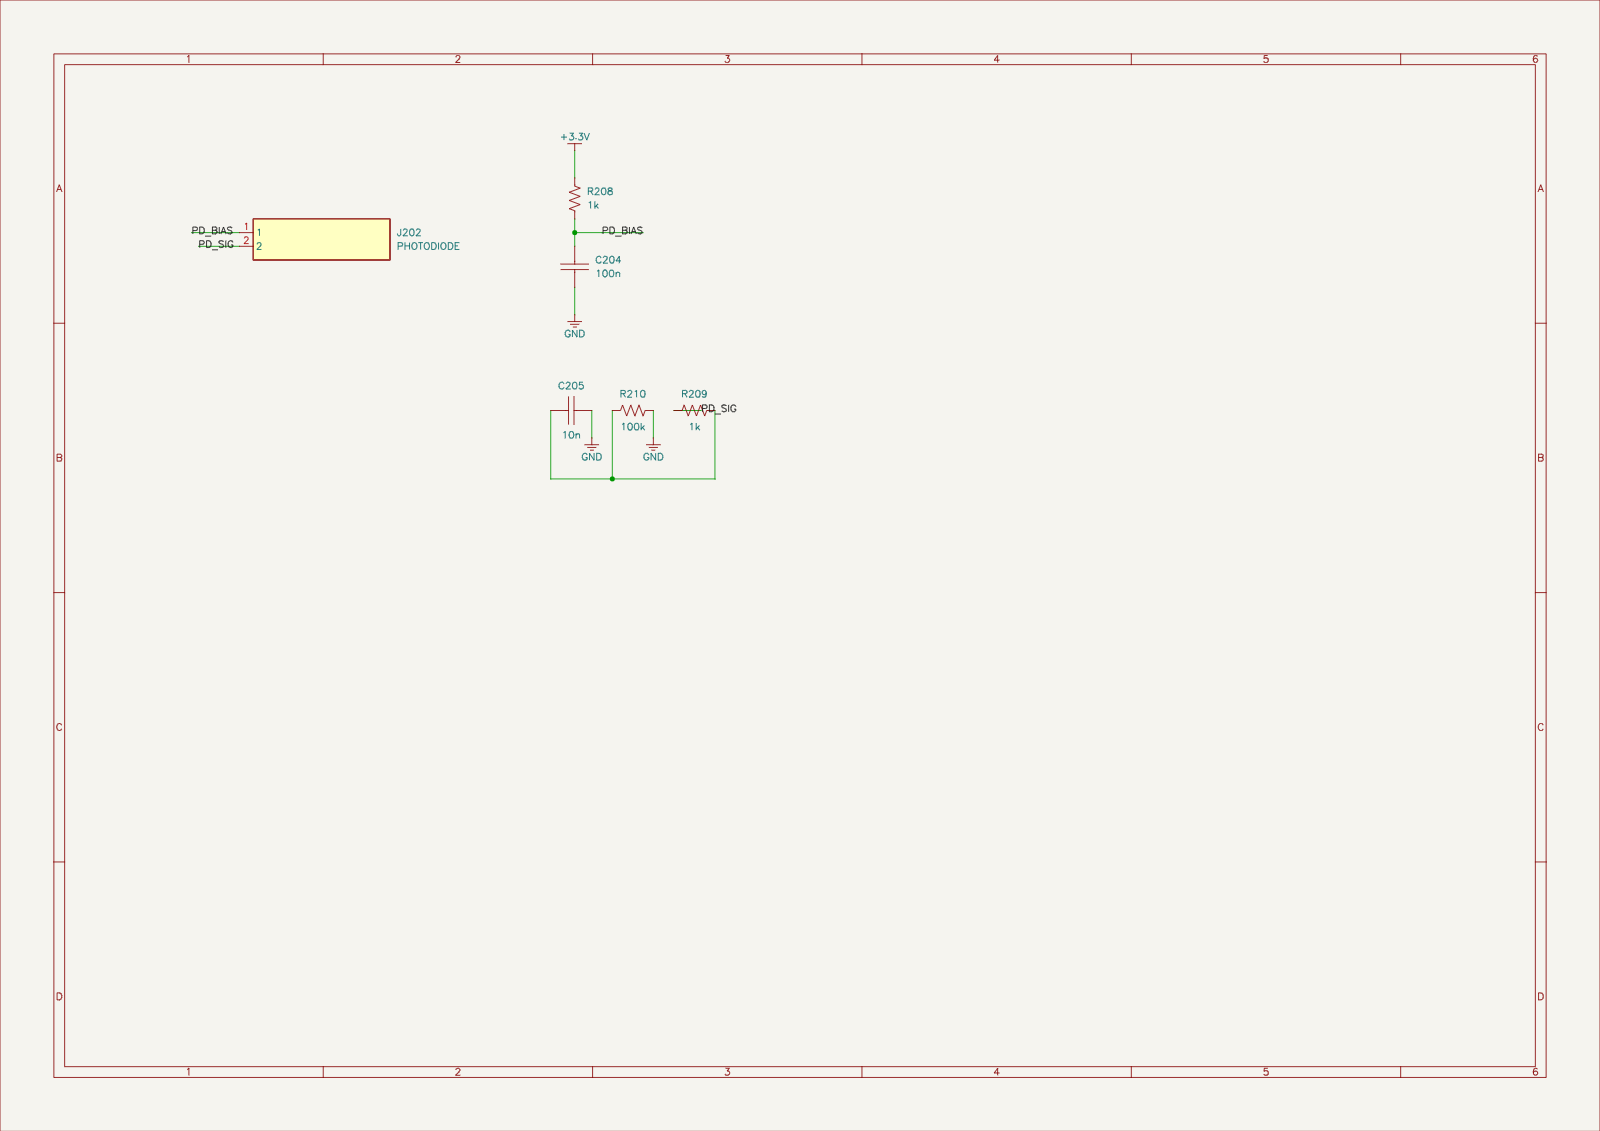 1 2 3 4 5 6
+3.3V
A A
R208
1k
PD_BIAS 1 1 J202 PD_BIAS
PD_SIG 2 2 PHOTODIODE
C204
100n
GND
C205 R210 R209
PD_SIG
10n 100k 1k
B GND GND B
C C
D D
1 2 3 4 5 6